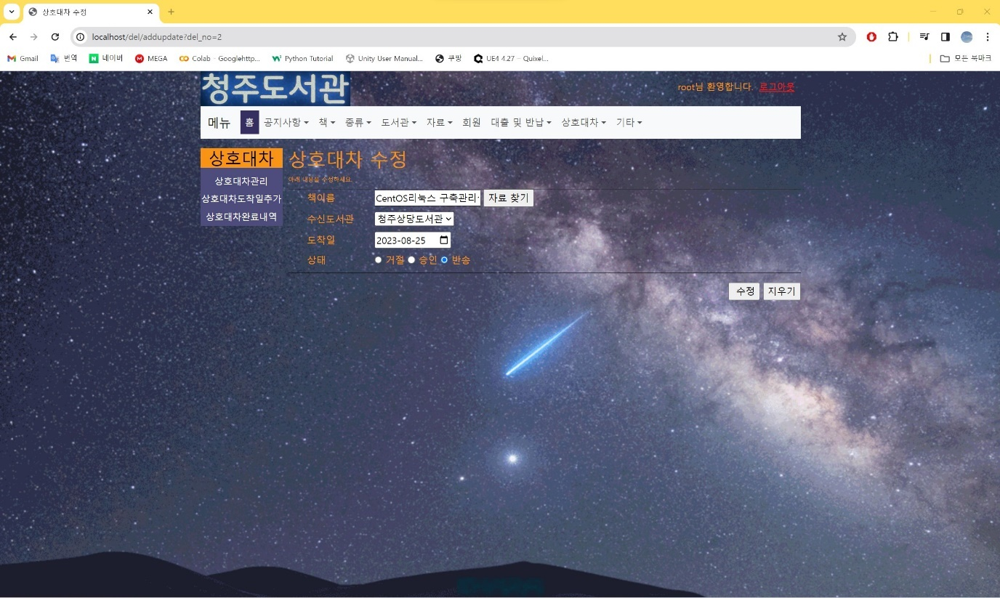 상호대차 수정
localhost/del/addupdate?del_no=2
Gmail 번역 네이버 MEGA Colab - Googlehttp... Python Tutorial Unity User Manual... 쿠팡 UE4 4.27 – Quixel... 모든 북마크
청주도서관
root님 환영합니다. 로그아웃
메뉴 홈 공지사항 책 종류 도서관 자료 회원 대출 및 반납 상호대차 기타
상호대차
상호대차관리
상호대차도착일추가
상호대차완료내역
상호대차 수정
아래 내용을 수정하세요.
책이름 CentOS리눅스 구축관리 자료 찾기
수신도서관 청주상당도서관
도착일 2023-08-25
상태 거절 승인 반송
수정 지우기